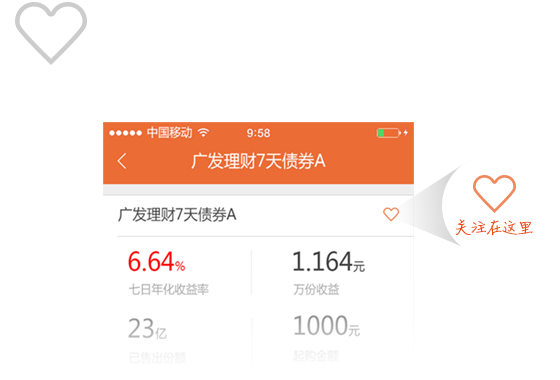 中国移动 9:58
广发理财7天债券A
广发理财7天债券A
关注在这里
6.64% 1.164元
七日年化收益率 万份收益
23亿 1000元
已售出份额 起购金额